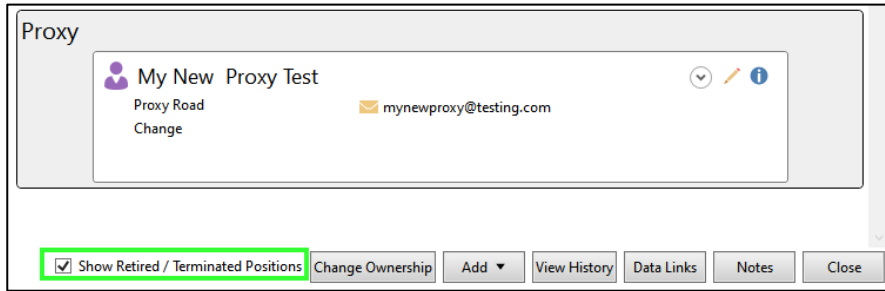 Proxy
My New Proxy Test
Proxy Road
mynewproxy@testing.com
Change
Show Retired / Terminated Positions
Change Ownership
Add
View History
Data Links
Notes
Close